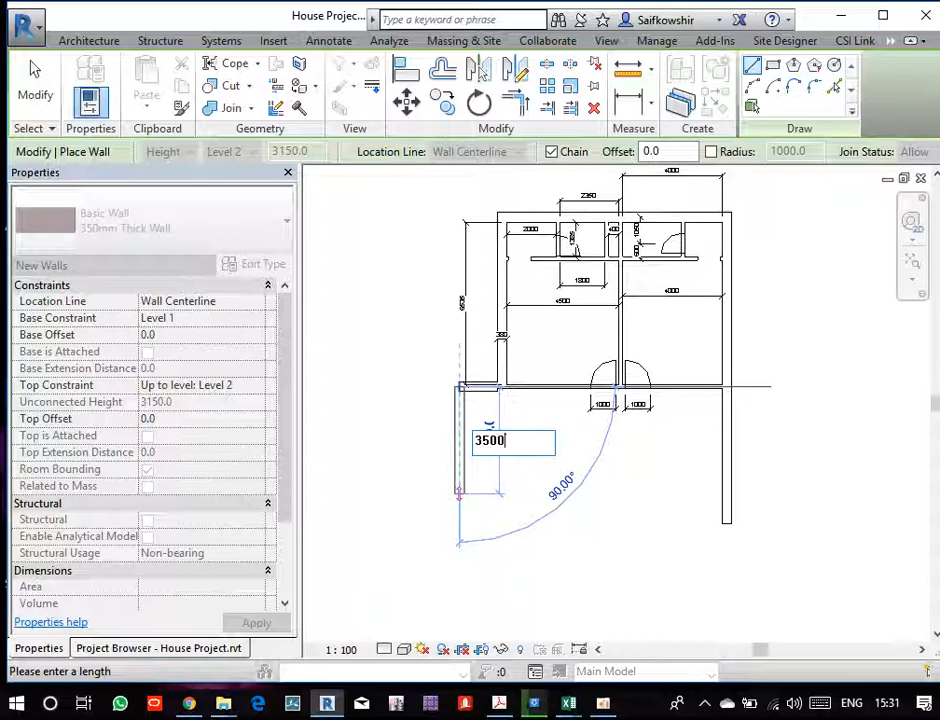 House Projec...
Type a keyword or phrase
Saifkowshir
Architecture Structure Systems Insert Annotate Analyze Massing & Site Collaborate View Manage Add-Ins Site Designer CSI Link
Modify
Properties
Paste
Cope
Cut
Join
Select Properties Clipboard Geometry View Modify Measure Create Draw
Modify | Place Wall Height Level 2 3150.0 Location Line: Wall Centerline Chain Offset: 0.0 Radius: 1000.0 Join Status: Allow
Properties
Basic Wall
350mm Thick Wall
New Walls Edit Type
Constraints
Location Line Wall Centerline
Base Constraint Level 1
Base Offset 0.0
Base is Attached
Base Extension Distance 0.0
Top Constraint Up to level: Level 2
Unconnected Height 3150.0
Top Offset 0.0
Top is Attached
Top Extension Distance 0.0
Room Bounding
Related to Mass
Structural
Structural
Enable Analytical Model
Structural Usage Non-bearing
Dimensions
Area
Volume
Properties help Apply
Properties Project Browser - House Project.rvt
4000
2350
2000
1300
4500
4000
3500
90.00°
1000 1000
1 : 100
Please enter a length :0 Main Model
ENG 15:31